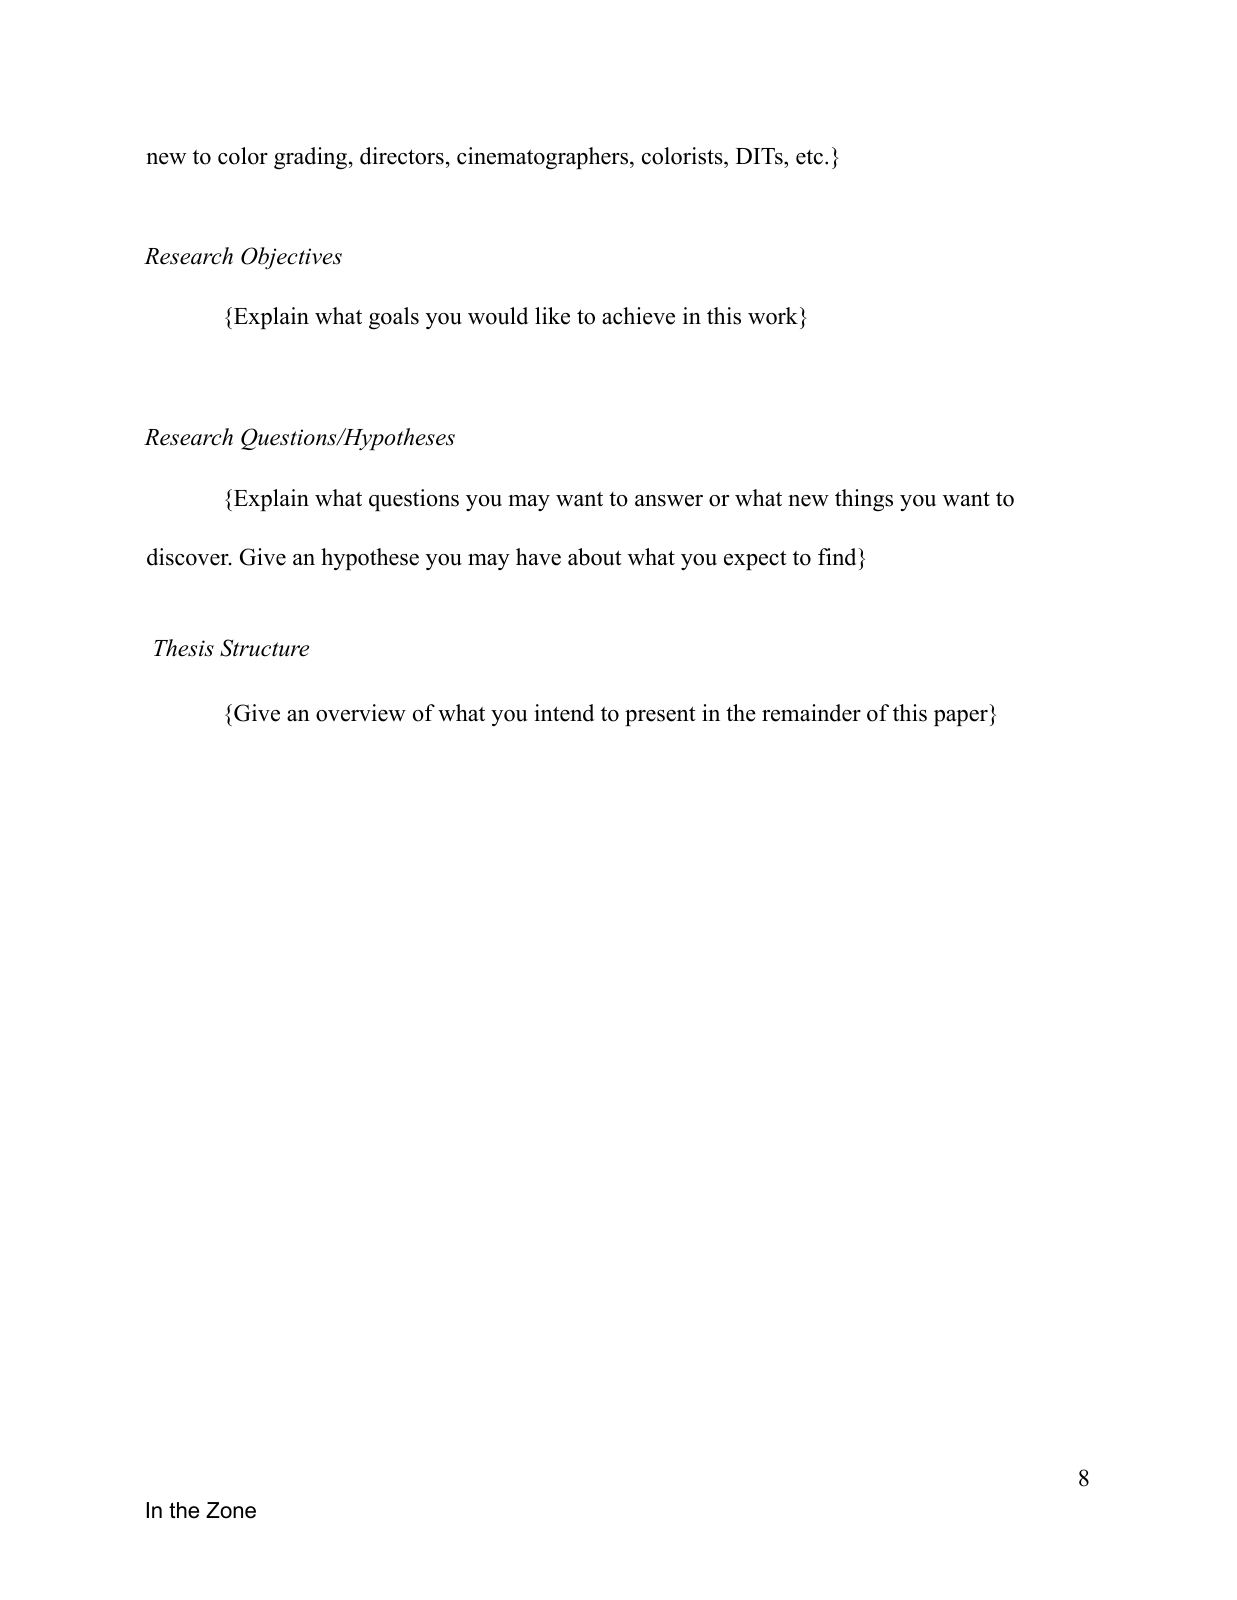 new to color grading, directors, cinematographers, colorists, DITs, etc.}
Research Objectives
{Explain what goals you would like to achieve in this work}
Research Questions/Hypotheses
{Explain what questions you may want to answer or what new things you want to
discover. Give an hypothese you may have about what you expect to find}
Thesis Structure
{Give an overview of what you intend to present in the remainder of this paper}
8
In the Zone